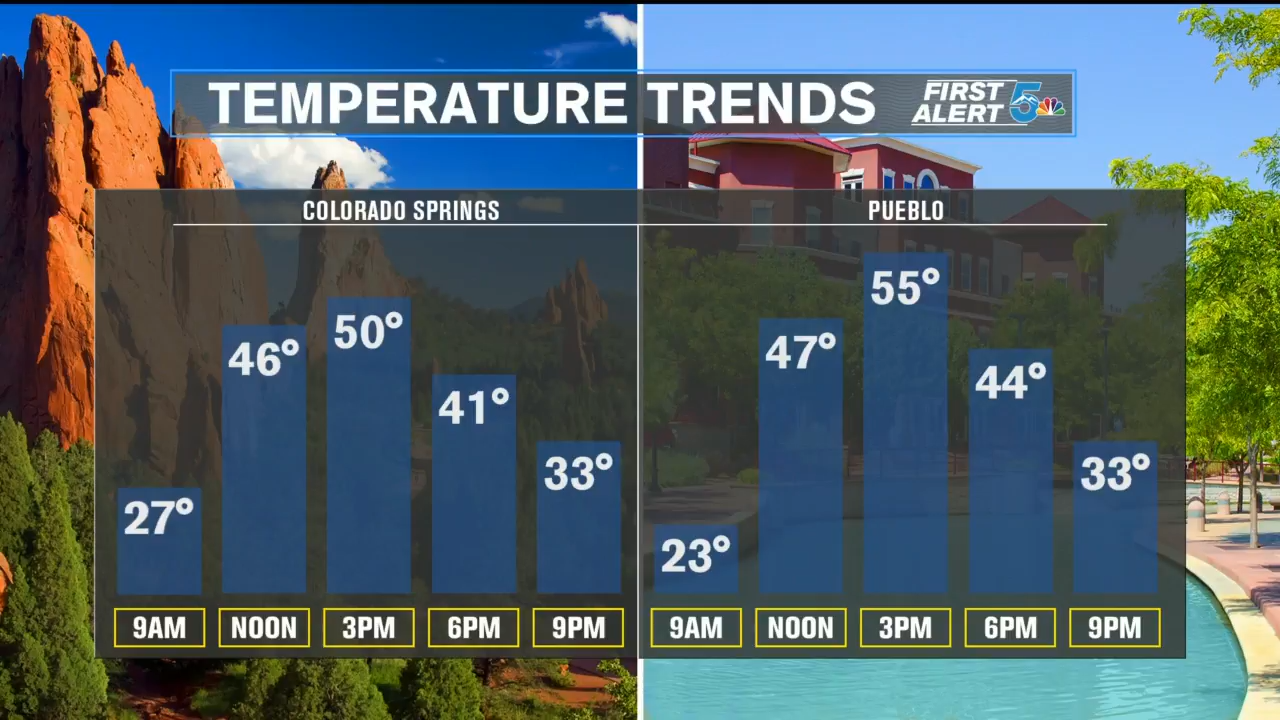 TEMPERATURE TRENDS
FIRST
ALERT 5
COLORADO SPRINGS
27° 46° 50° 41° 33°
9AM NOON 3PM 6PM 9PM
PUEBLO
23° 47° 55° 44° 33°
9AM NOON 3PM 6PM 9PM